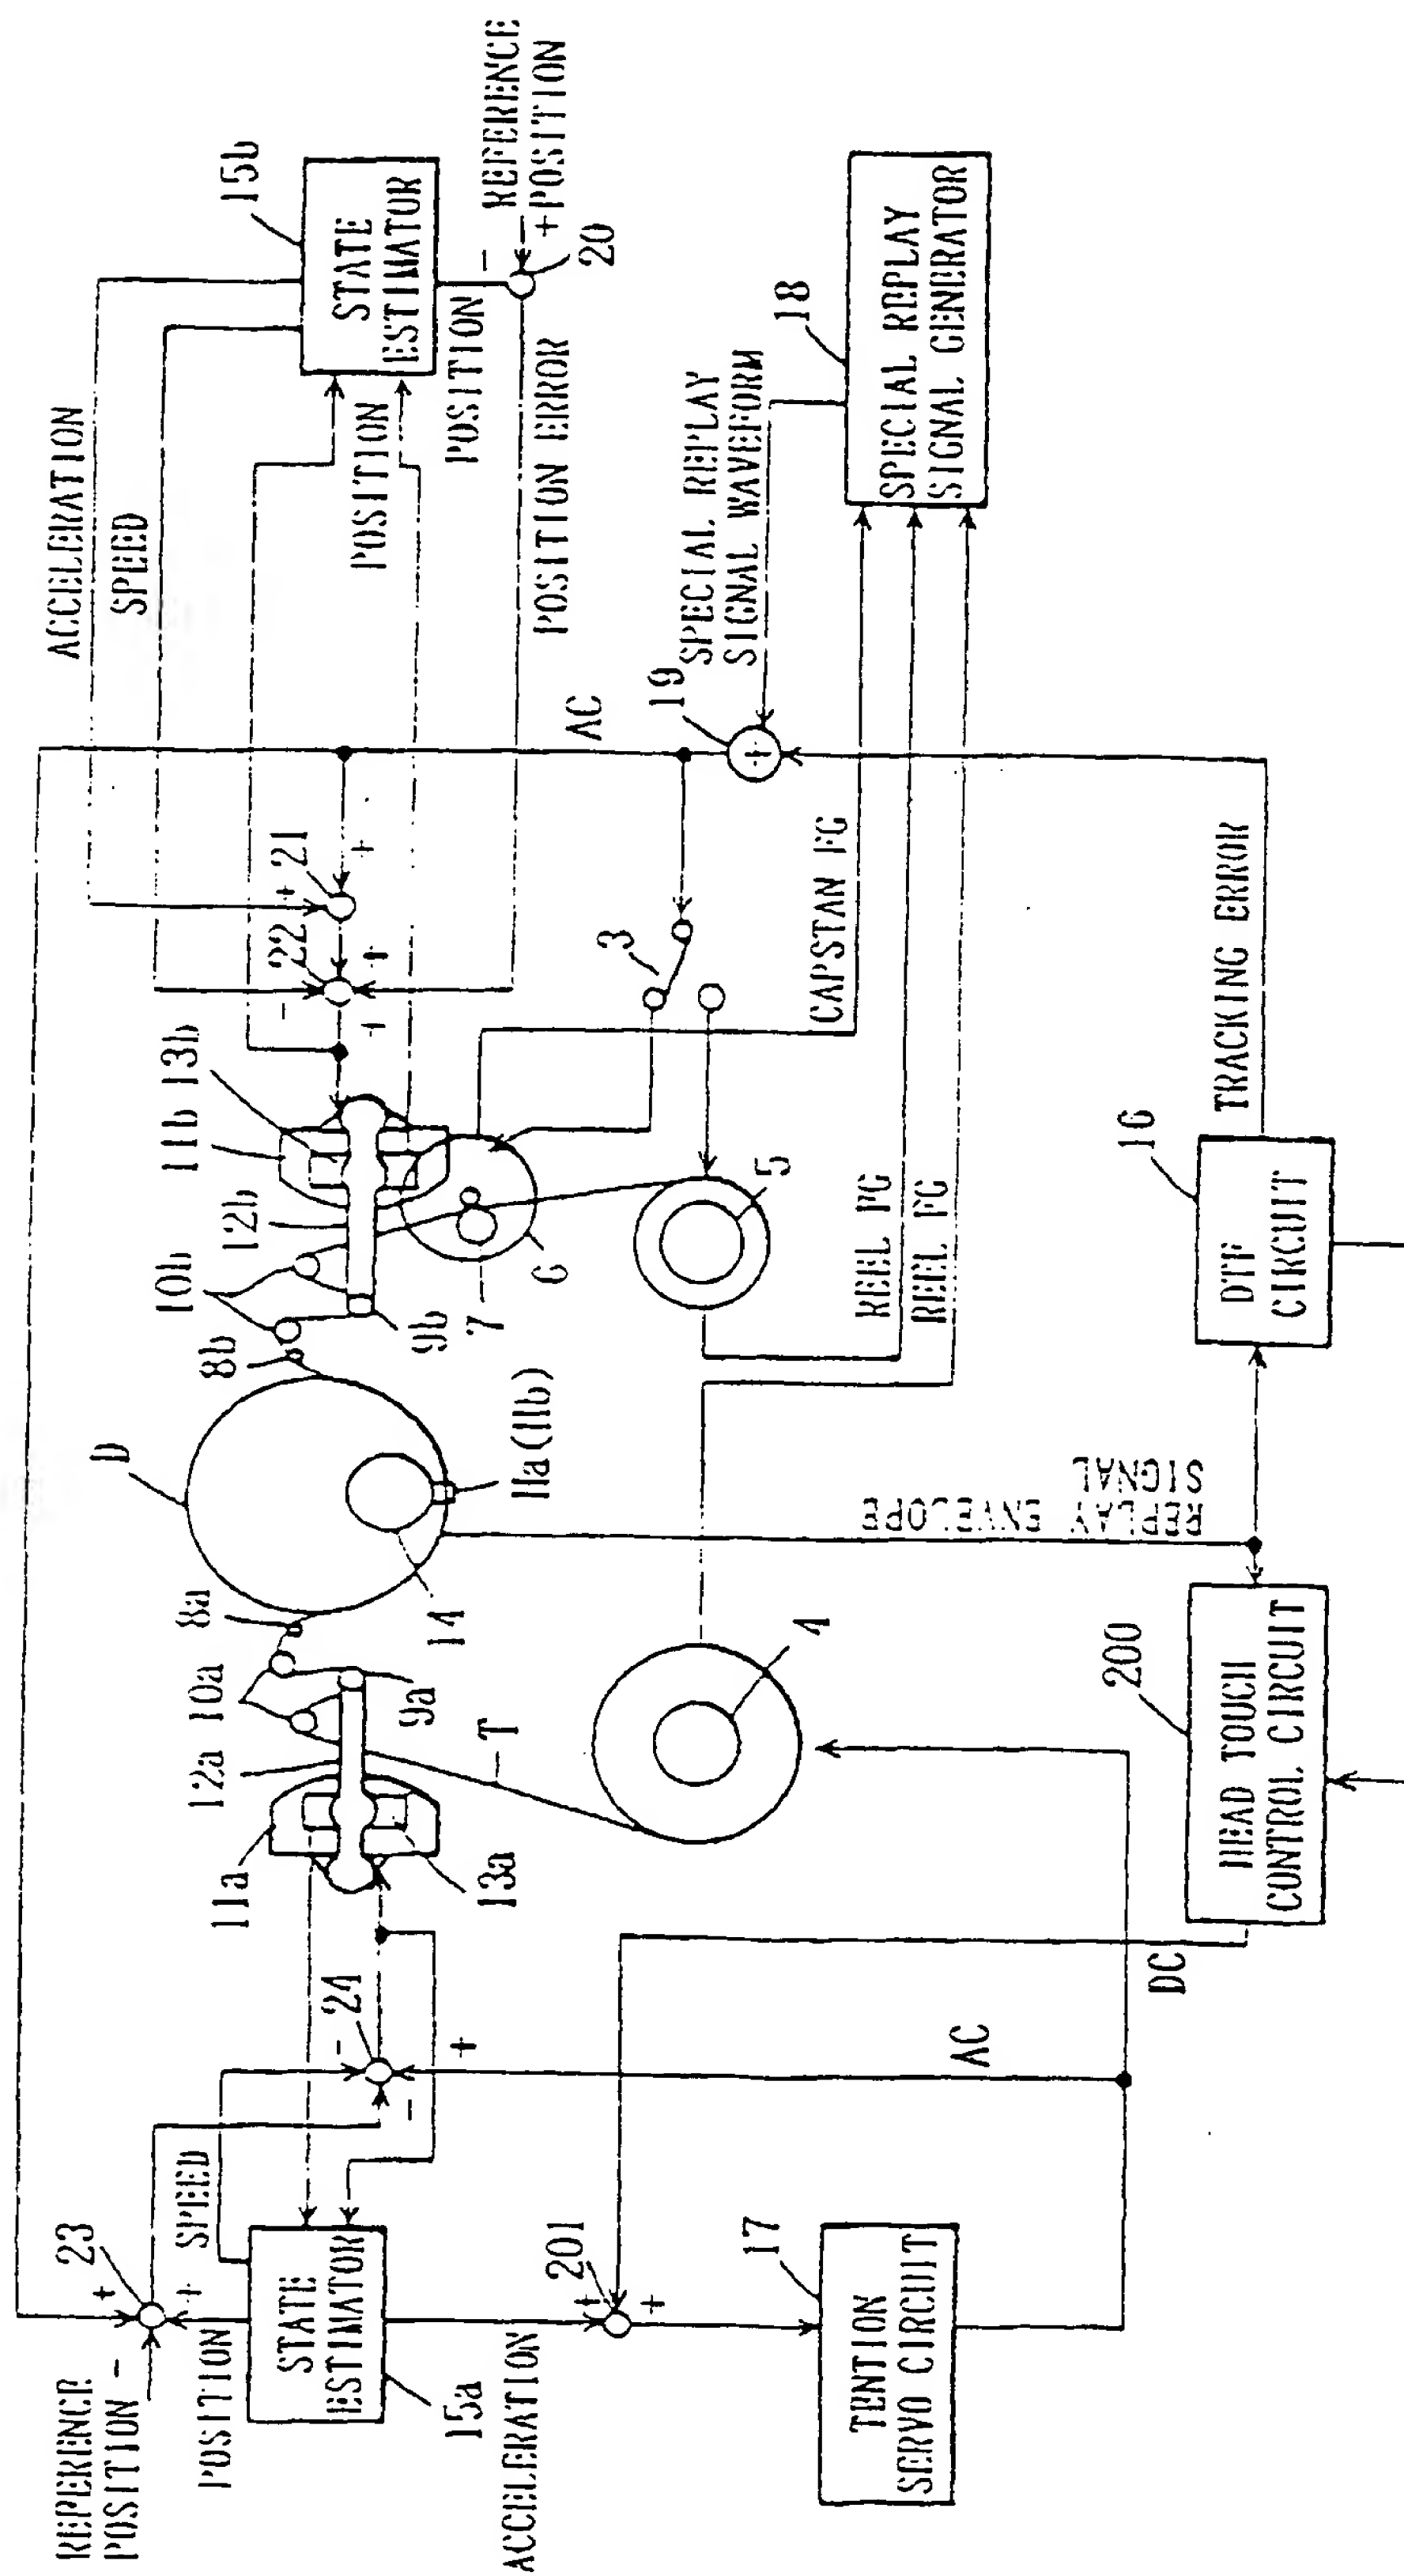 REFERENCE
POSITION
-
+
23
+
POSITION
SPEED
STATE
ESTIMATOR
15a
ACCELERATION
201
+
+
17
TENTION
SERVO CIRCUIT
-
24
-
+
AC
DC
11a
13a
12a
10a
9a
8a
T
4
D
14
11a(11b)
8b
10b
9b
12b
11b
13b
7
6
5
3
22
21
-
+
+
+
+
+
AC
19
+
ACCELERATION
SPEED
POSITION
POSITION
POSITION ERROR
15b
STATE
ESTIMATOR
-
20
REFERENCE
+POSITION
SPECIAL REPLAY
SIGNAL WAVEFORM
18
SPECIAL REPLAY
SIGNAL GENERATOR
CAPSTAN FG
REEL FG
REEL FG
REPLAY ENVELOPE
SIGNAL
TRACKING ERROR
16
DTF
CIRCUIT
200
HEAD TOUCH
CONTROL CIRCUIT